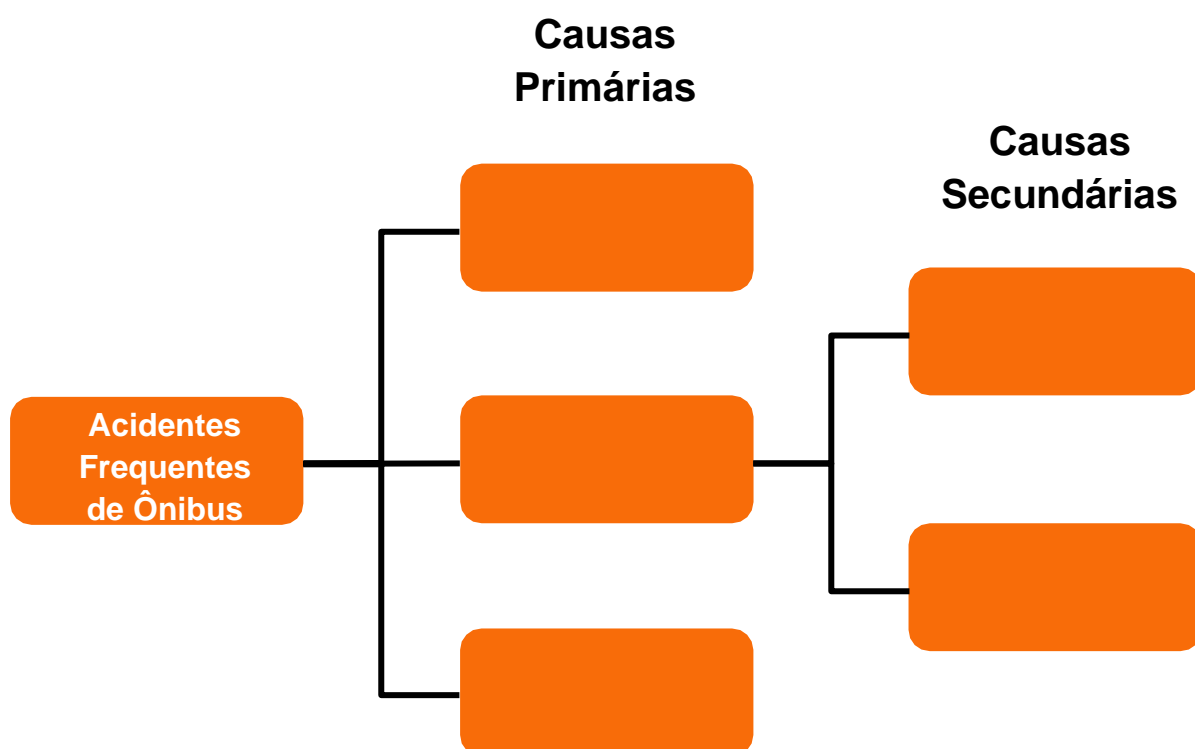 Causas
Primárias
Causas
Secundárias
Acidentes
Frequentes
de Ônibus